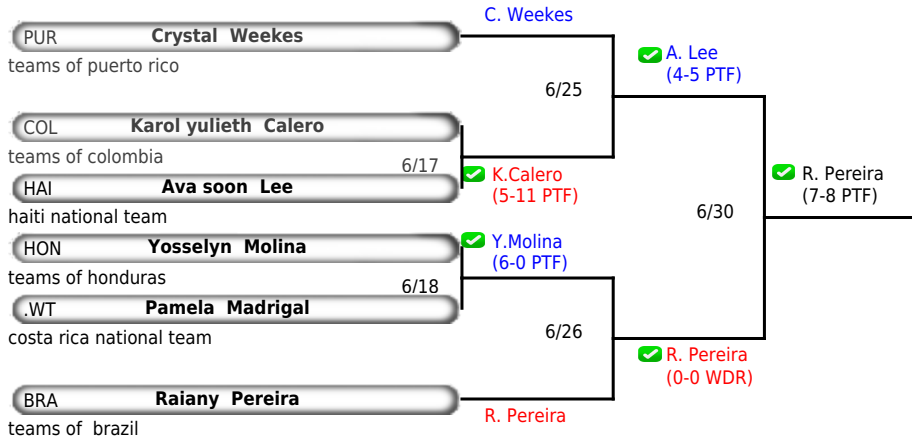 C. Weekes
PUR Crystal Weekes
teams of puerto rico
A. Lee
(4-5 PTF)
6/25
COL Karol yulieth Calero
teams of colombia
6/17
K.Calero
(5-11 PTF)
HAI Ava soon Lee
haiti national team
R. Pereira
(7-8 PTF)
6/30
HON Yosselyn Molina
teams of honduras
Y.Molina
(6-0 PTF)
6/18
.WT Pamela Madrigal
costa rica national team
6/26
R. Pereira
(0-0 WDR)
BRA Raiany Pereira
teams of brazil
R. Pereira